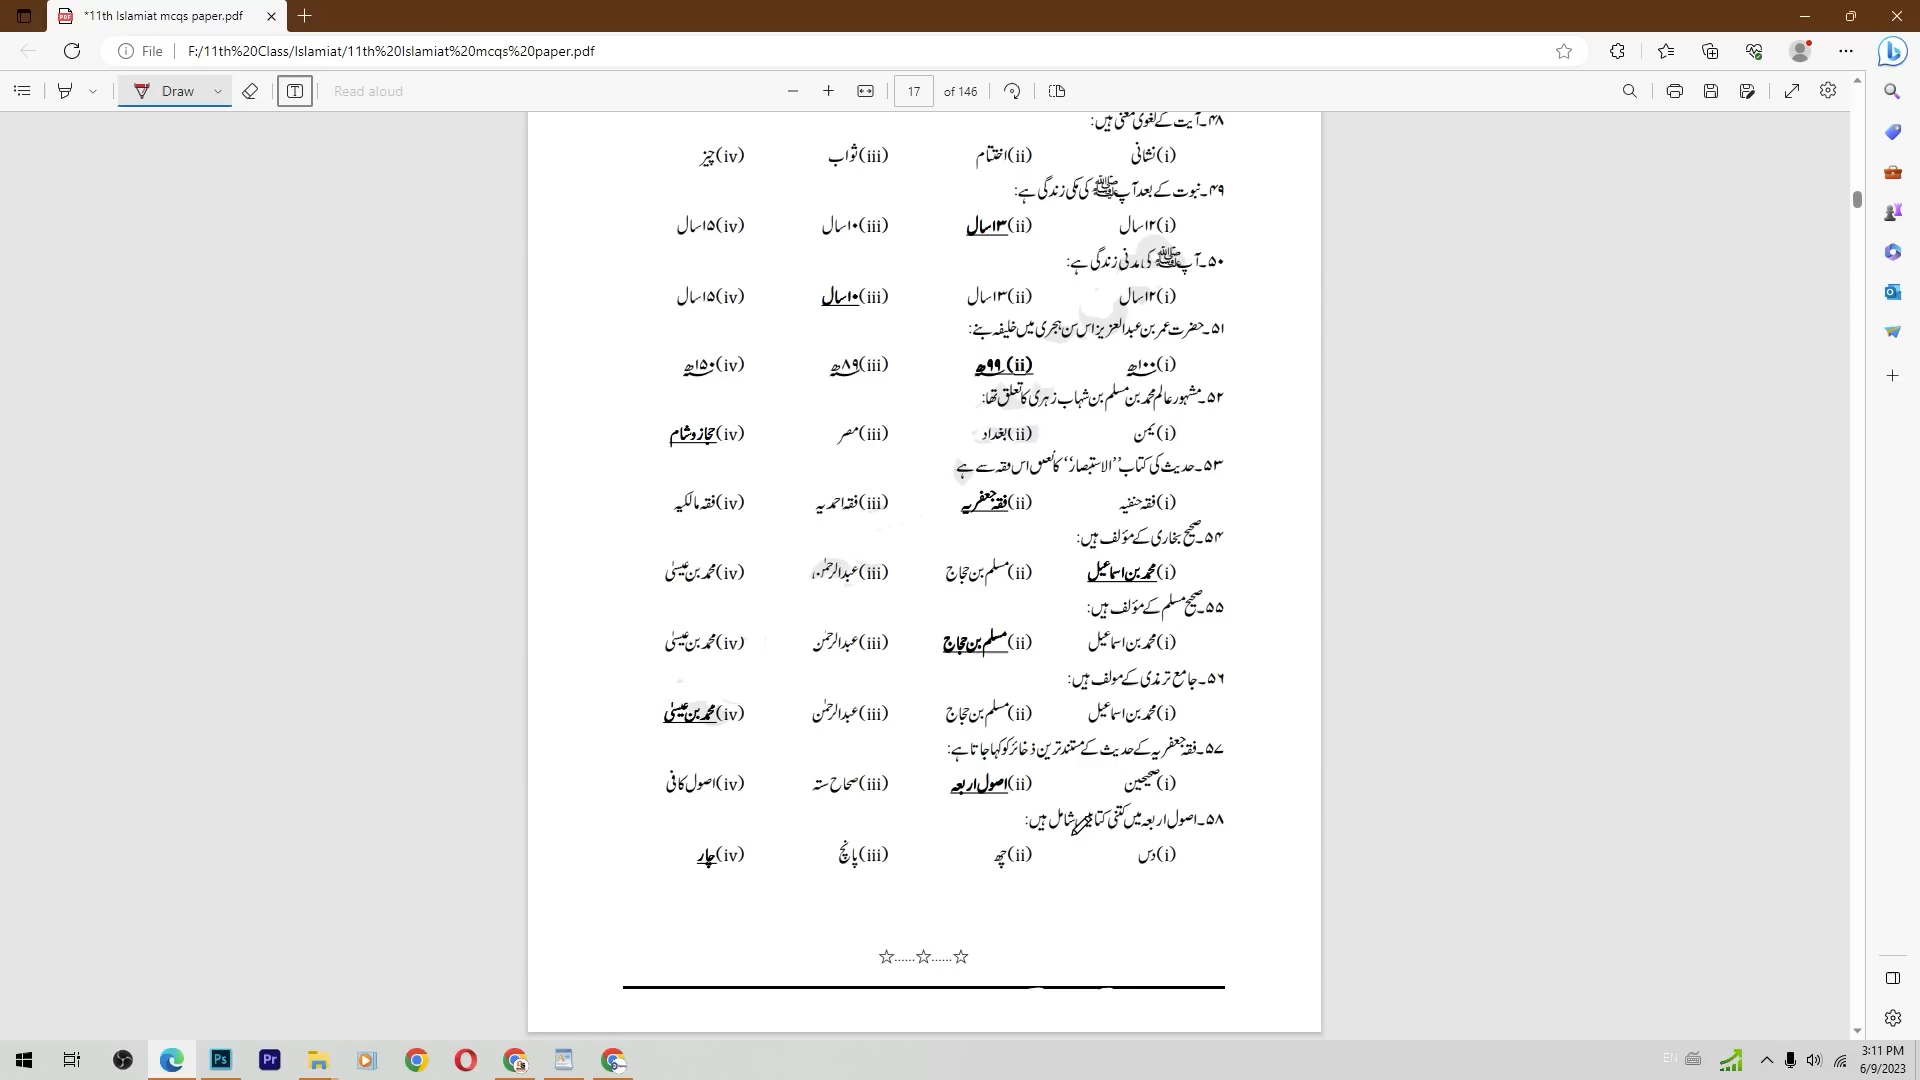 *11th Islamiat mcqs paper.pdf
File F:/11th%20Class/Islamiat/11th%20Islamiat%20mcqs%20paper.pdf
Draw Read aloud 17 of 146
۴۸۔آیت کے لغوی معنی ہیں:
(i) نشانی (ii) اختتام (iii) ثواب (iv) چیز
۴۹۔نبوت کے بعد آپ ﷺ کی مکی زندگی ہے:
(i) ۱۲سال (ii) ۱۳سال (iii) ۱۰سال (iv) ۱۵سال
۵۰۔آپ ﷺ کی مدنی زندگی ہے:
(i) ۱۲سال (ii) ۱۳سال (iii) ۱۰سال (iv) ۱۵سال
۵۱۔حضرت عمر بن عبدالعزیز اس سن ہجری میں خلیفہ بنے:
(i) ۱۰۰ھ (ii) ۹۹ھ (iii) ۸۹ھ (iv) ۱۵۰ھ
۵۲۔مشہور عالم محمد بن مسلم بن شہاب زہری کا تعلق تھا:
(i) یمن (ii) بغداد (iii) مصر (iv) حجاز و شام
۵۳۔حدیث کی کتاب ’’الاستبصار‘‘ کا تعلق اس فقہ سے ہے
(i) فقہ حنفیہ (ii) فقہ جعفریہ (iii) فقہ احمدیہ (iv) فقہ مالکیہ
۵۴۔صحیح بخاری کے مؤلف ہیں:
(i) محمد بن اسماعیل (ii) مسلم بن حجاج (iii) عبدالرحمٰن (iv) محمد بن عیسیٰ
۵۵۔صحیح مسلم کے مؤلف ہیں:
(i) محمد بن اسماعیل (ii) مسلم بن حجاج (iii) عبدالرحمٰن (iv) محمد بن عیسیٰ
۵۶۔جامع ترمذی کے مولف ہیں:
(i) محمد بن اسماعیل (ii) مسلم بن حجاج (iii) عبدالرحمٰن (iv) محمد بن عیسیٰ
۵۷۔فقہ جعفریہ کے حدیث کے مستند ترین ذخائر کو کہا جاتا ہے:
(i) صحیحین (ii) اصول اربعہ (iii) صحاح ستہ (iv) اصول کافی
۵۸۔اصول اربعہ میں کتنی کتابیں شامل ہیں:
(i) دس (ii) چھ (iii) پانچ (iv) چار
☆......☆......☆
EN 3:11 PM
6/9/2023